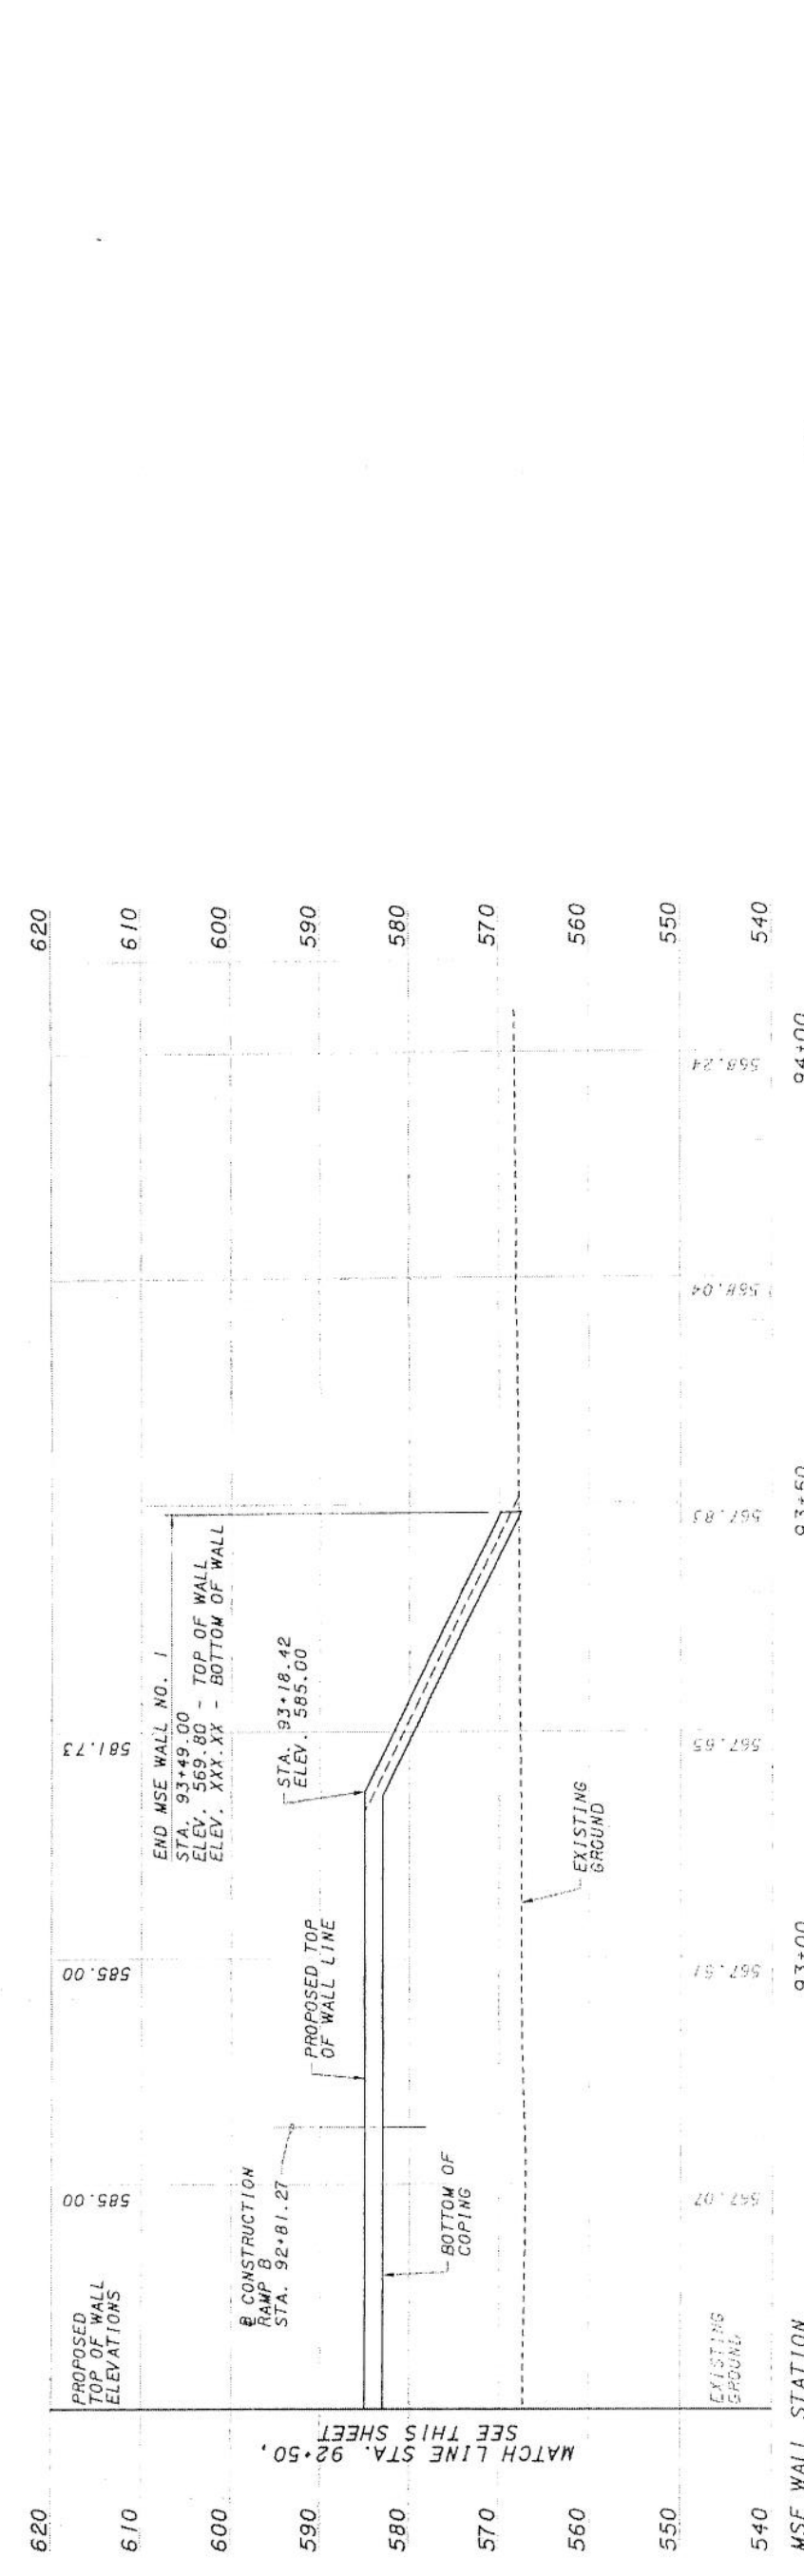 620
610
600
590
580
570
560
550
540
PROPOSED
TOP OF WALL
ELEVATIONS
585.00
585.00
581.73
END MSE WALL NO. 1
STA. 93+49.00
ELEV. 569.80 - TOP OF WALL
ELEV. XXX.XX - BOTTOM OF WALL
STA. 93+18.42
ELEV. 585.00
PROPOSED TOP
OF WALL LINE
℄ CONSTRUCTION
RAMP B
STA. 92+81.27
BOTTOM OF
COPING
EXISTING
GROUND
MATCH LINE STA. 92+50,
SEE THIS SHEET
EXISTING
GROUND
567.07
567.51
567.65
567.83
568.04
568.24
620
610
600
590
580
570
560
550
540
MSE WALL STATION
93+00
93+50
94+00